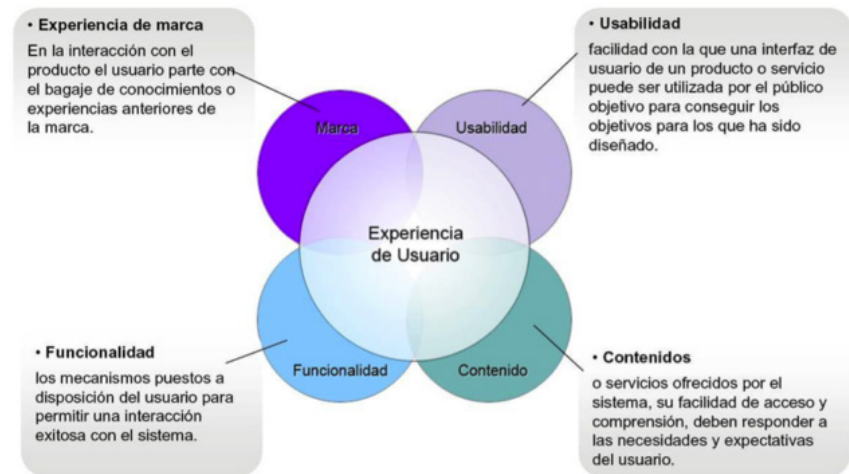 • Experiencia de marca
En la interacción con el
producto el usuario parte con
el bagaje de conocimientos o
experiencias anteriores de
la marca.
• Usabilidad
facilidad con la que una interfaz de
usuario de un producto o servicio
puede ser utilizada por el público
objetivo para conseguir los
objetivos para los que ha sido
diseñado.
Marca
Usabilidad
Experiencia
de Usuario
Funcionalidad
Contenido
• Funcionalidad
los mecanismos puestos a
disposición del usuario para
permitir una interacción
exitosa con el sistema.
• Contenidos
o servicios ofrecidos por el
sistema, su facilidad de acceso y
comprensión, deben responder a
las necesidades y expectativas
del usuario.